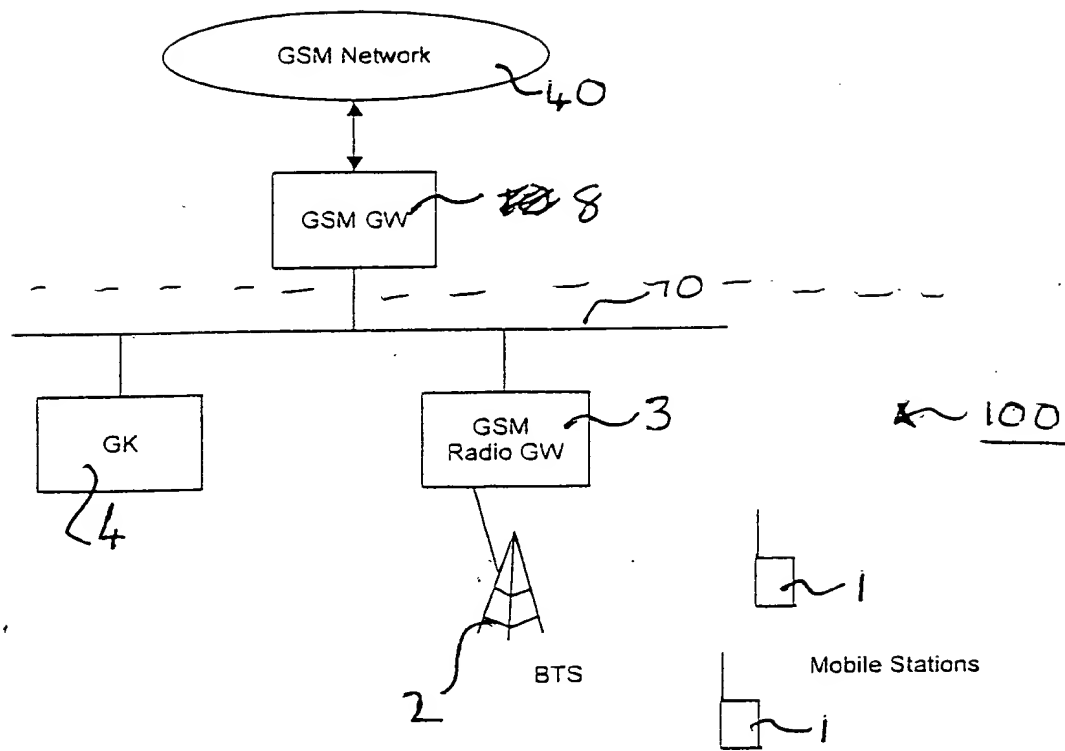 GSM Network
40
GSM GW
8
70
GK
4
GSM
Radio GW
3
100
1
2
BTS
Mobile Stations
1